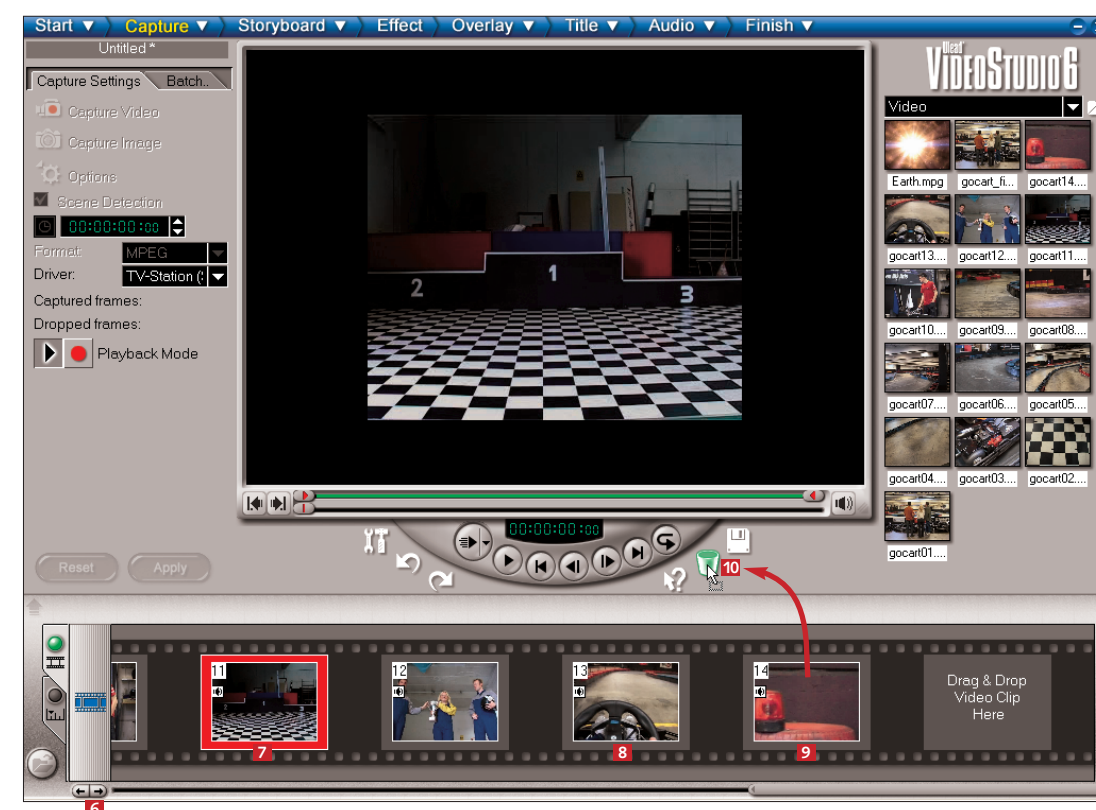 Start ▼ Capture ▼ Storyboard ▼ Effect Overlay ▼ Title ▼ Audio ▼ Finish ▼
Untitled *
Capture Settings Batch..
Capture Video
Capture Image
Options
Scene Detection
00:00:00:00
Format: MPEG
Driver: TV-Station (
Captured frames:
Dropped frames:
Playback Mode
Reset Apply
2 1 3
00:00:00:00
10
Ulead
VIDEOSTUDIO 6
Video
Earth.mpg gocart_fi... gocart14....
gocart13.... gocart12.... gocart11....
gocart10.... gocart09.... gocart08....
gocart07.... gocart06.... gocart05....
gocart04.... gocart03.... gocart02....
gocart01....
11 12 13 14
Drag & Drop
Video Clip
Here
7 8 9
6